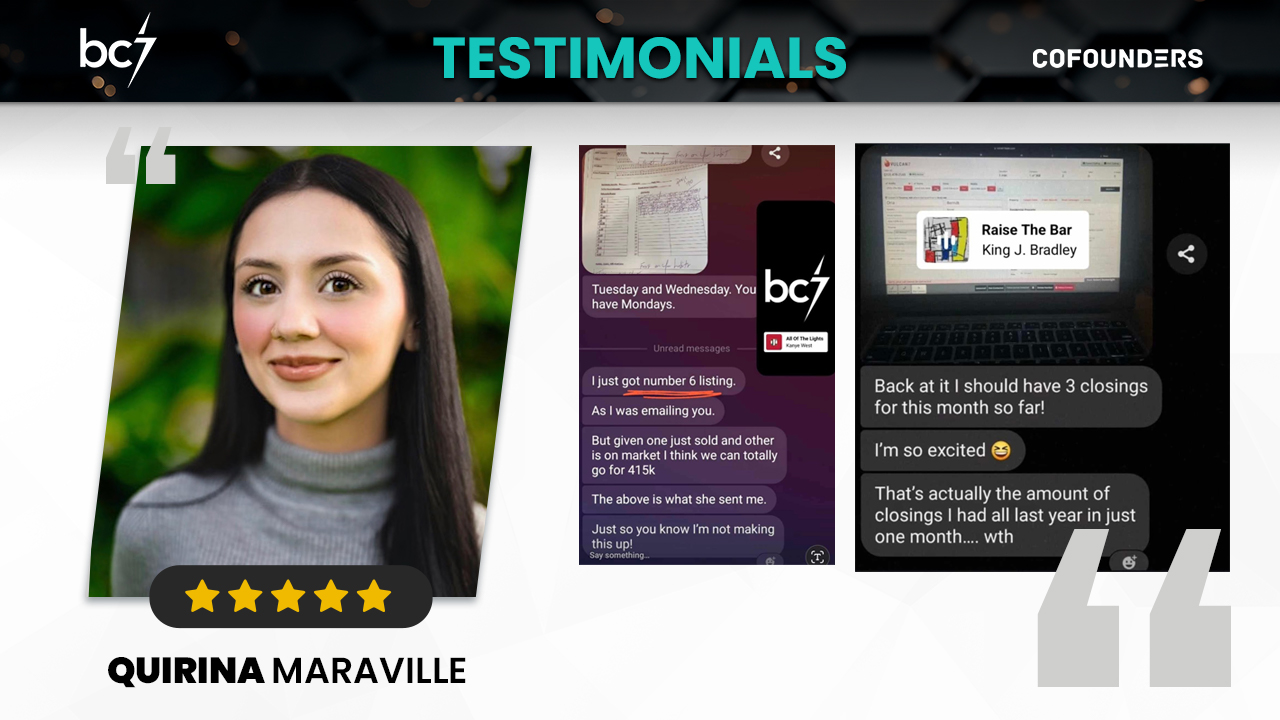 bc7
TESTIMONIALS
COFOUNDERS
Tuesday and Wednesday. You
have Mondays.
bc7
All Of The Lights
Kanye West
Unread messages
I just got number 6 listing.
As I was emailing you.
But given one just sold and other
is on market I think we can totally
go for 415k
The above is what she sent me.
Just so you know I'm not making
this up!
Say something...
Raise The Bar
King J. Bradley
Back at it I should have 3 closings
for this month so far!
I'm so excited 😆
That's actually the amount of
closings I had all last year in just
one month.... wth
QUIRINA MARAVILLE